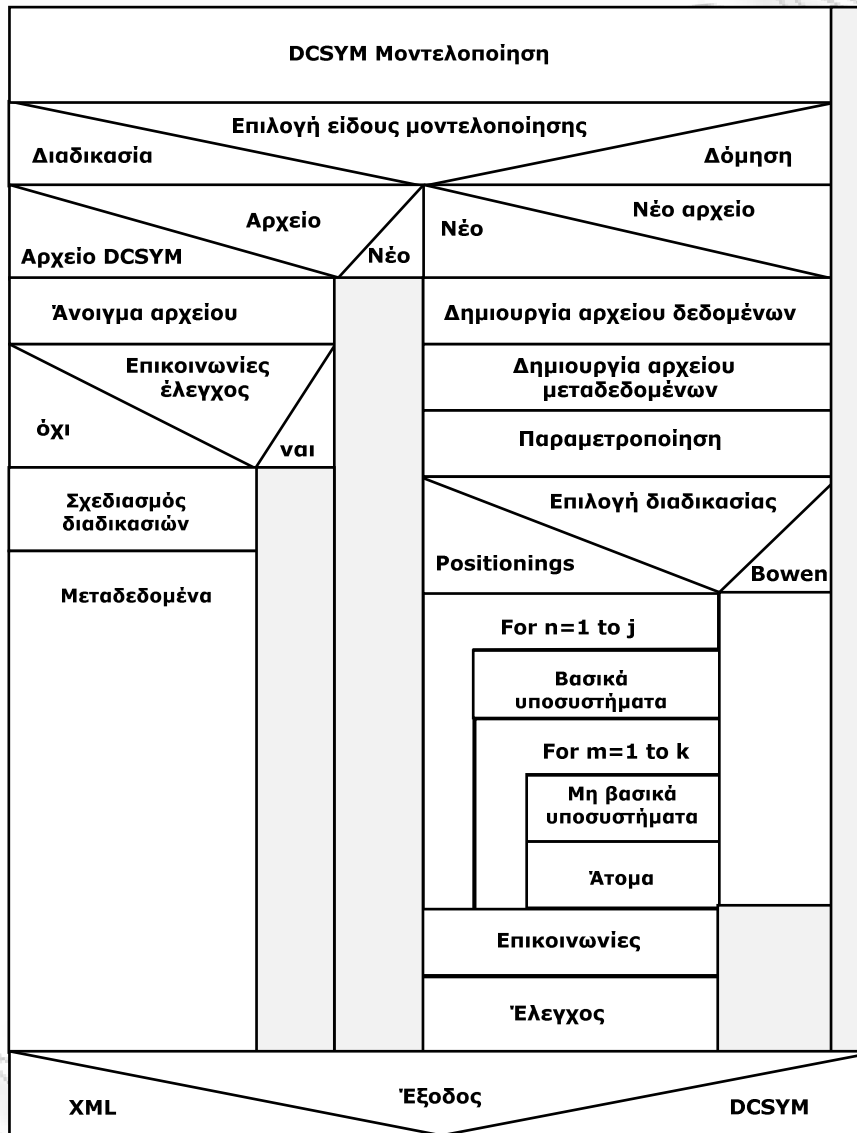 DCSYM Μοντελοποίηση
Επιλογή είδους μοντελοποίησης
Διαδικασία
Δόμηση
Αρχείο
Νέο αρχείο
Αρχείο DCSYM
Νέο
Νέο
Άνοιγμα αρχείου
Δημιουργία αρχείου δεδομένων
Επικοινωνίες
έλεγχος
όχι
ναι
Δημιουργία αρχείου
μεταδεδομένων
Παραμετροποίηση
Σχεδιασμός
διαδικασιών
Επιλογή διαδικασίας
Positionings
Bowen
Μεταδεδομένα
For n=1 to j
Βασικά
υποσυστήματα
For m=1 to k
Μη βασικά
υποσυστήματα
Άτομα
Επικοινωνίες
Έλεγχος
Έξοδος
XML
DCSYM